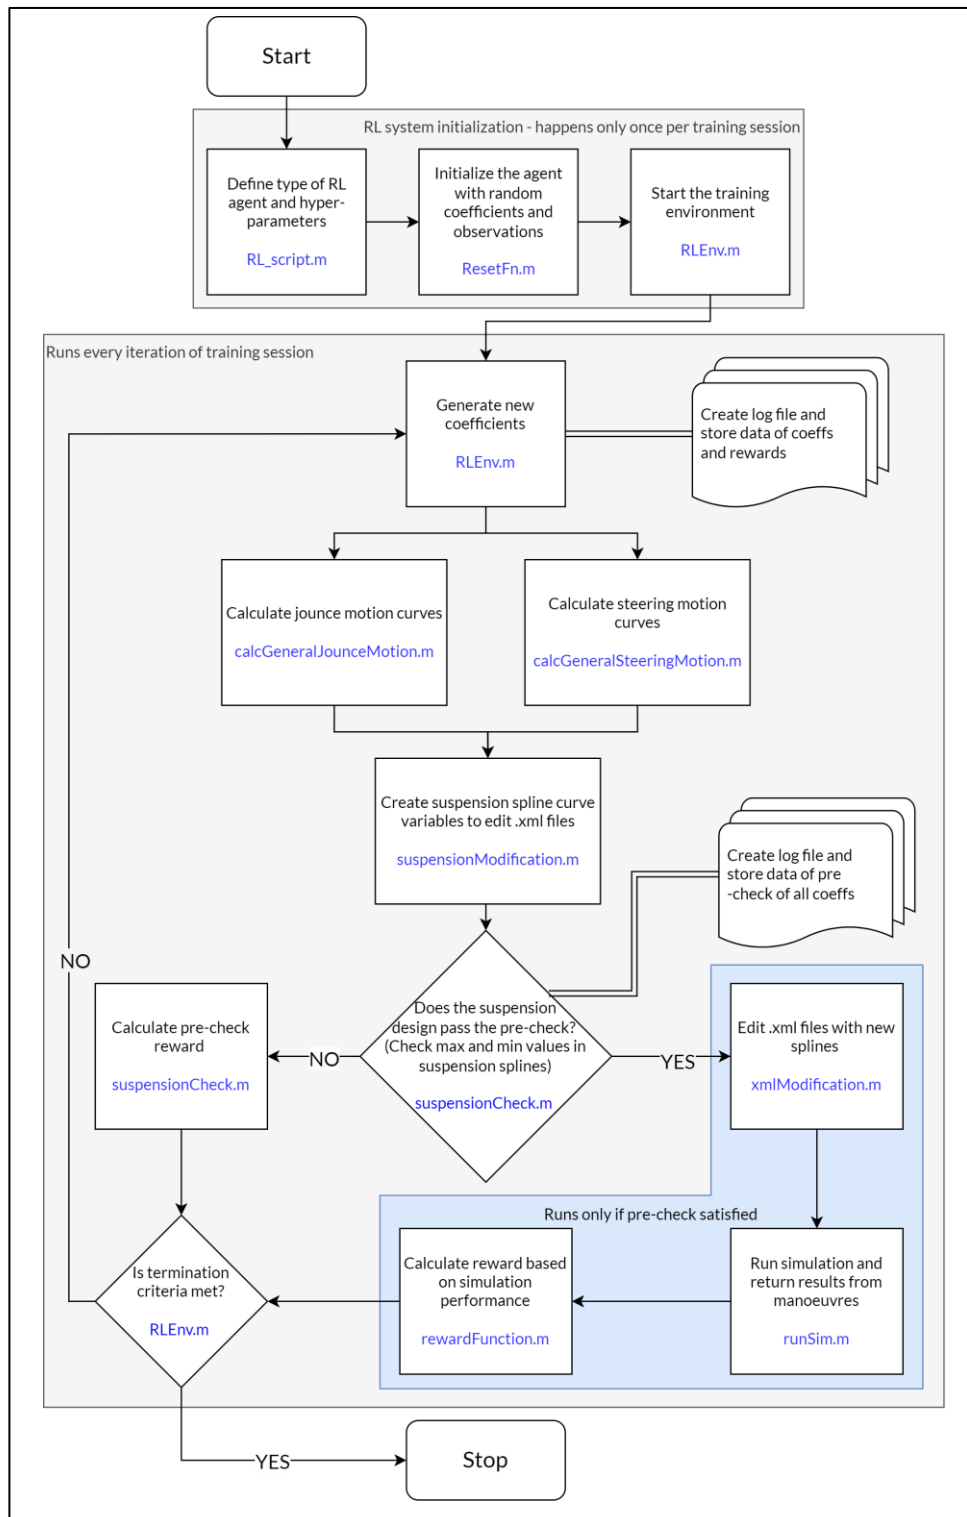 Start
RL system initialization - happens only once per training session
Define type of RL
agent and hyper-
parameters
RL_script.m
Initialize the agent
with random
coefficients and
observations
ResetFn.m
Start the training
environment
RLEnv.m
Runs every iteration of training session
Generate new
coefficients
RLEnv.m
Create log file and
store data of coeffs
and rewards
Calculate jounce motion curves
calcGeneralJounceMotion.m
Calculate steering motion
curves
calcGeneralSteeringMotion.m
Create suspension spline curve
variables to edit .xml files
suspensionModification.m
Create log file and
store data of pre
-check of all coeffs
NO
Does the suspension
design pass the pre-check?
(Check max and min values in
suspension splines)
suspensionCheck.m
Calculate pre-check
reward
suspensionCheck.m
NO
YES
Edit .xml files with new
splines
xmlModification.m
Runs only if pre-check satisfied
Is termination
criteria met?
RLEnv.m
Calculate reward based
on simulation
performance
rewardFunction.m
Run simulation and
return results from
manoeuvres
runSim.m
YES
Stop